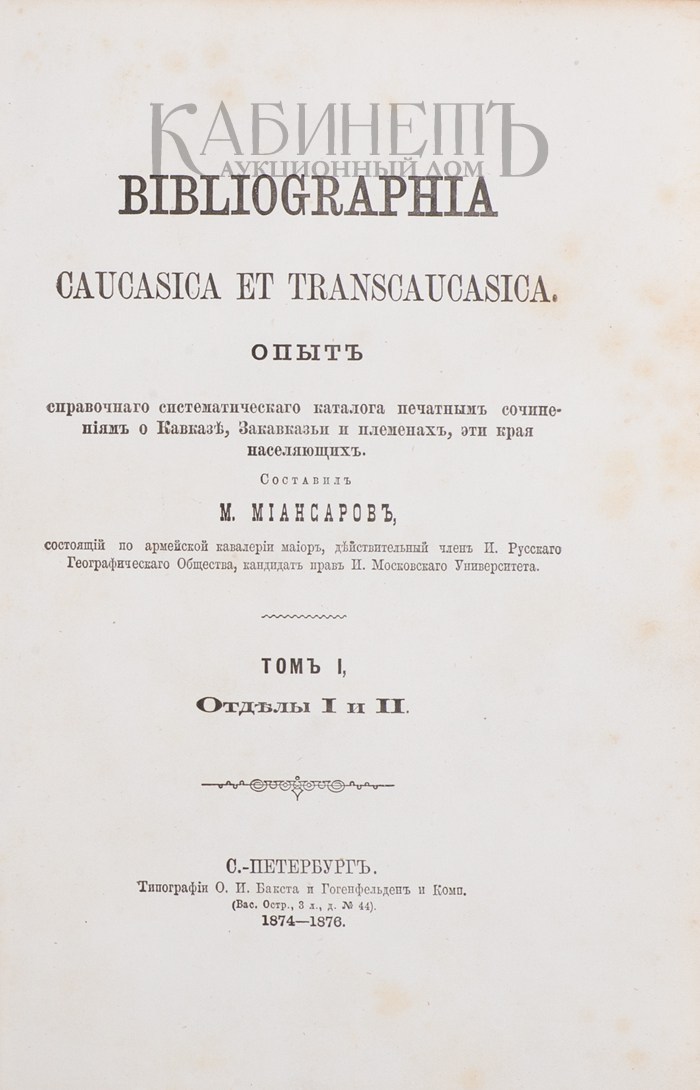 КАБИНЕТЪ
АУКЦИОННЫЙ ДОМ
BIBLIOGRAPHIA
CAUCASICA ET TRANSCAUCASICA.
ОПЫТЪ
справочнаго систематическаго каталога печатнымъ сочине-
ніямъ о Кавказѣ, Закавказьи и племенахъ, эти края
населяющихъ.
Составилъ
М. МІАНСАРОВЪ,
состоящій по армейской кавалеріи маіоръ, дѣйствительный членъ И. Русскаго
Географическаго Общества, кандидатъ правъ И. Московскаго Университета.
ТОМЪ I,
Отдѣлы I и II.
С.-ПЕТЕРБУРГЪ.
Типографіи О. И. Бакста и Гогенфельденъ и Комп.
(Вас. Остр., 3 л., д. № 44).
1874—1876.